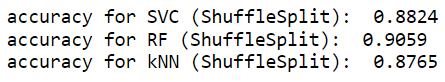 accuracy for SVC (ShuffleSplit):  0.8824
accuracy for RF (ShuffleSplit):  0.9059
accuracy for kNN (ShuffleSplit):  0.8765